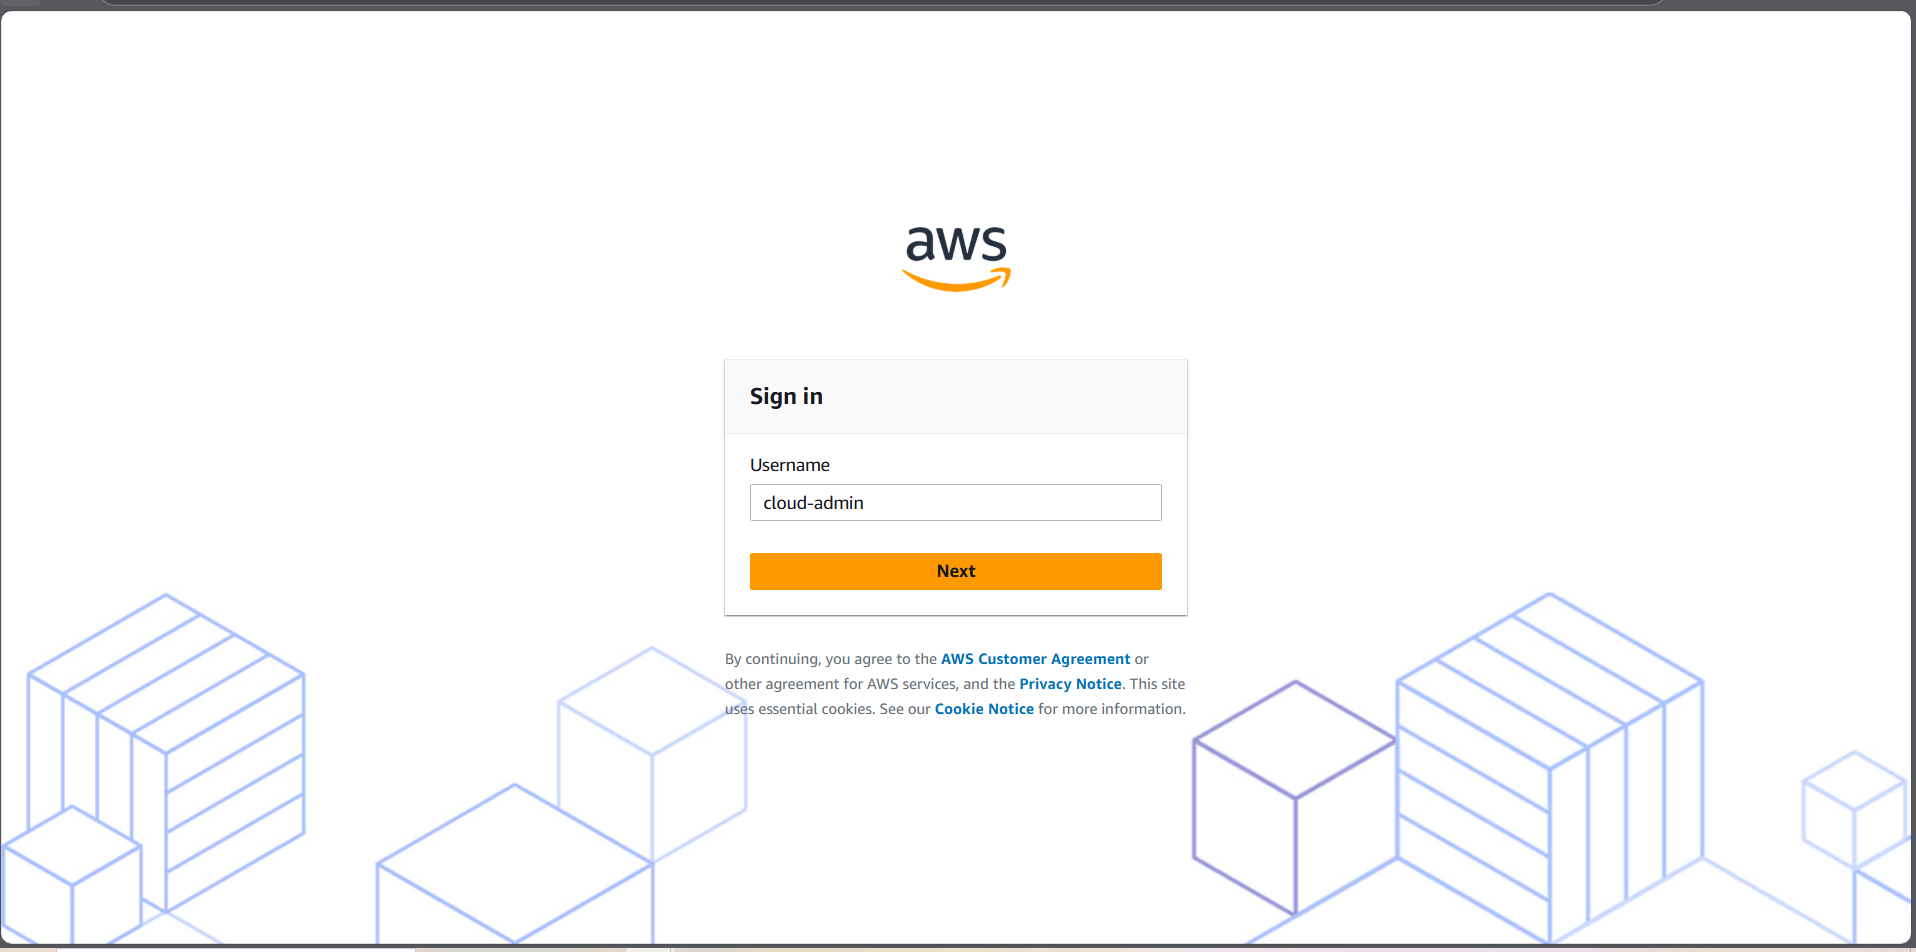 aws
Sign in
Username
cloud-admin
Next
By continuing, you agree to the AWS Customer Agreement or
other agreement for AWS services, and the Privacy Notice. This site
uses essential cookies. See our Cookie Notice for more information.